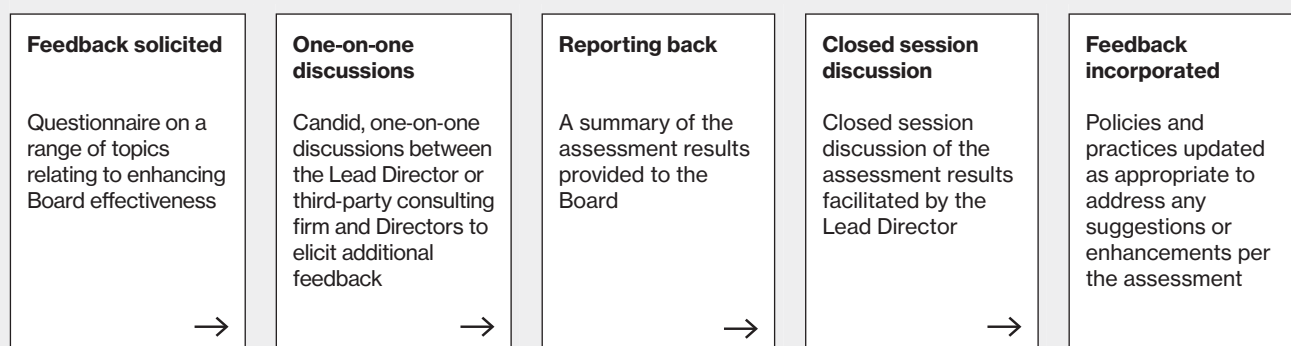 Feedback solicited
Questionnaire on a
range of topics
relating to enhancing
Board effectiveness
One-on-one
discussions
Candid, one-on-one
discussions between
the Lead Director or
third-party consulting
firm and Directors to
elicit additional
feedback
Reporting back
A summary of the
assessment results
provided to the
Board
Closed session
discussion
Closed session
discussion of the
assessment results
facilitated by the
Lead Director
Feedback
incorporated
Policies and
practices updated
as appropriate to
address any
suggestions or
enhancements per
the assessment